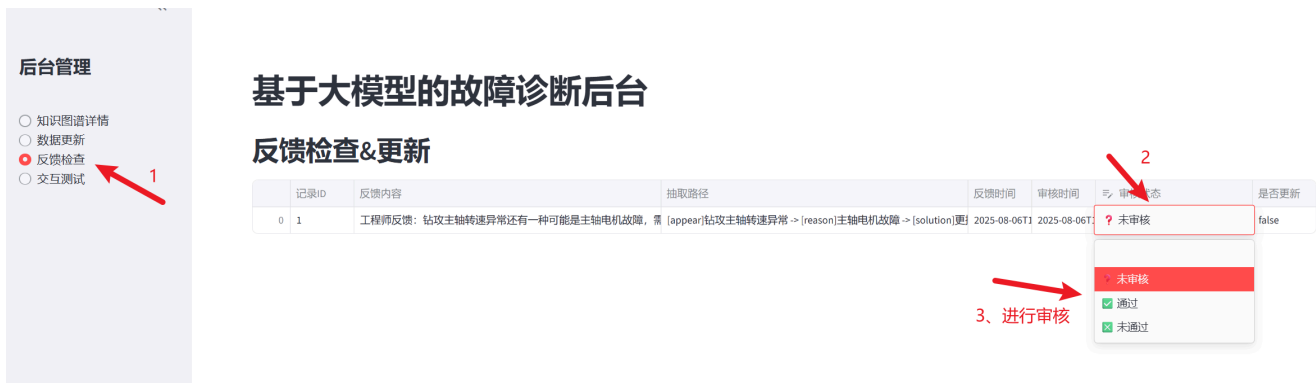 后台管理
知识图谱详情
数据更新
反馈检查
交互测试
1
基于大模型的故障诊断后台
反馈检查&更新
2
记录ID 反馈内容 抽取路径 反馈时间 审核时间 审核状态 是否更新
0 1 工程师反馈：钻攻主轴转速异常还有一种可能是主轴电机故障，需 [appear]钻攻主轴转速异常 -> [reason]主轴电机故障 -> [solution]更 2025-08-06T1 2025-08-06T 未审核 false
未审核
通过
未通过
3、进行审核